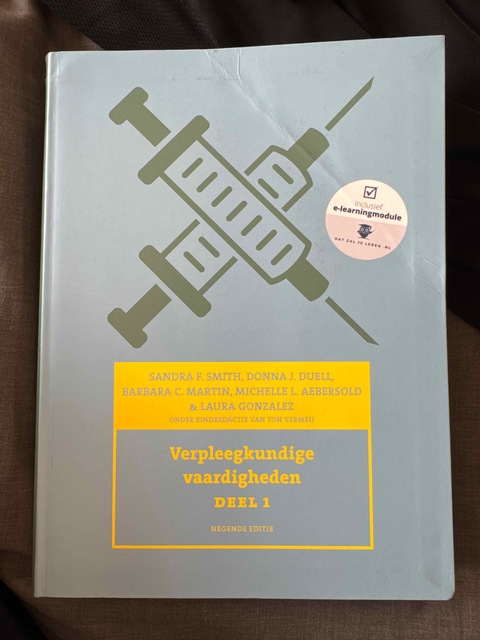 inclusief
e-learningmodule
DAT ZAL JE LEREN .NL
SANDRA F. SMITH, DONNA J. DUELL,
BARBARA C. MARTIN, MICHELLE L. AEBERSOLD
& LAURA GONZALEZ
ONDER EINDREDACTIE VAN TON VERMEIJ
Verpleegkundige
vaardigheden
DEEL 1
NEGENDE EDITIE